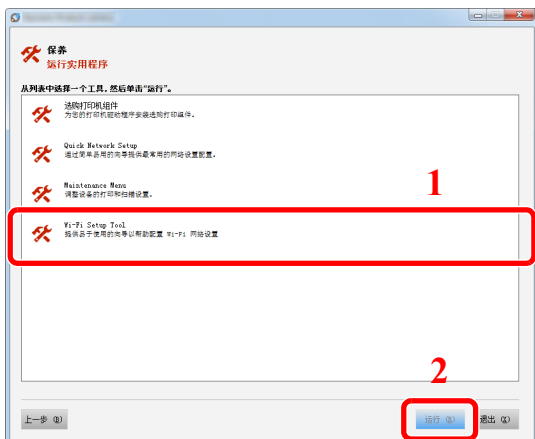 保养
运行实用程序
从列表中选择一个工具，然后单击“运行”。
选购打印机组件
为您的打印机驱动程序安装选购打印组件。
Quick Network Setup
通过简单易用的向导提供最常用的网络设置配置。
Maintenance Menu
调整设备的打印和扫描设置。
1
Wi-Fi Setup Tool
提供易于使用的向导以帮助配置 Wi-Fi 网络设置
2
上一步 (B)
运行 (R)
退出 (X)